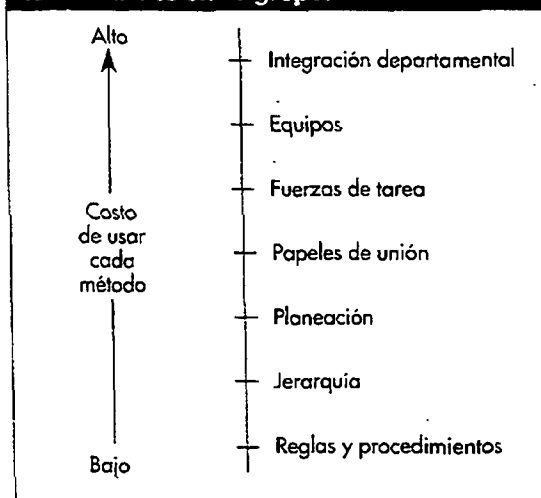 Alto
Integración departamental
Equipos
Fuerzas de tarea
Costo
de usar
cada
método
Papeles de unión
Planeación
Jerarquía
Reglas y procedimientos
Bajo